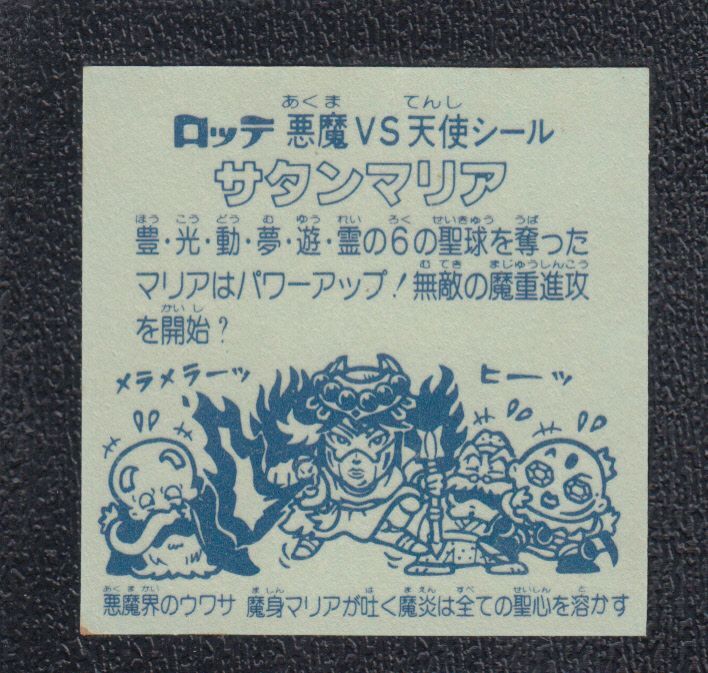 ロッテ 悪魔VS天使シール
サタンマリア
豊・光・動・夢・遊・霊の6の聖球を奪った
マリアはパワーアップ!無敵の魔重進攻
を開始?
メラメラーッ
ヒーッ
悪魔界のウワサ 魔身マリアが吐く魔炎は全ての聖心を溶かす